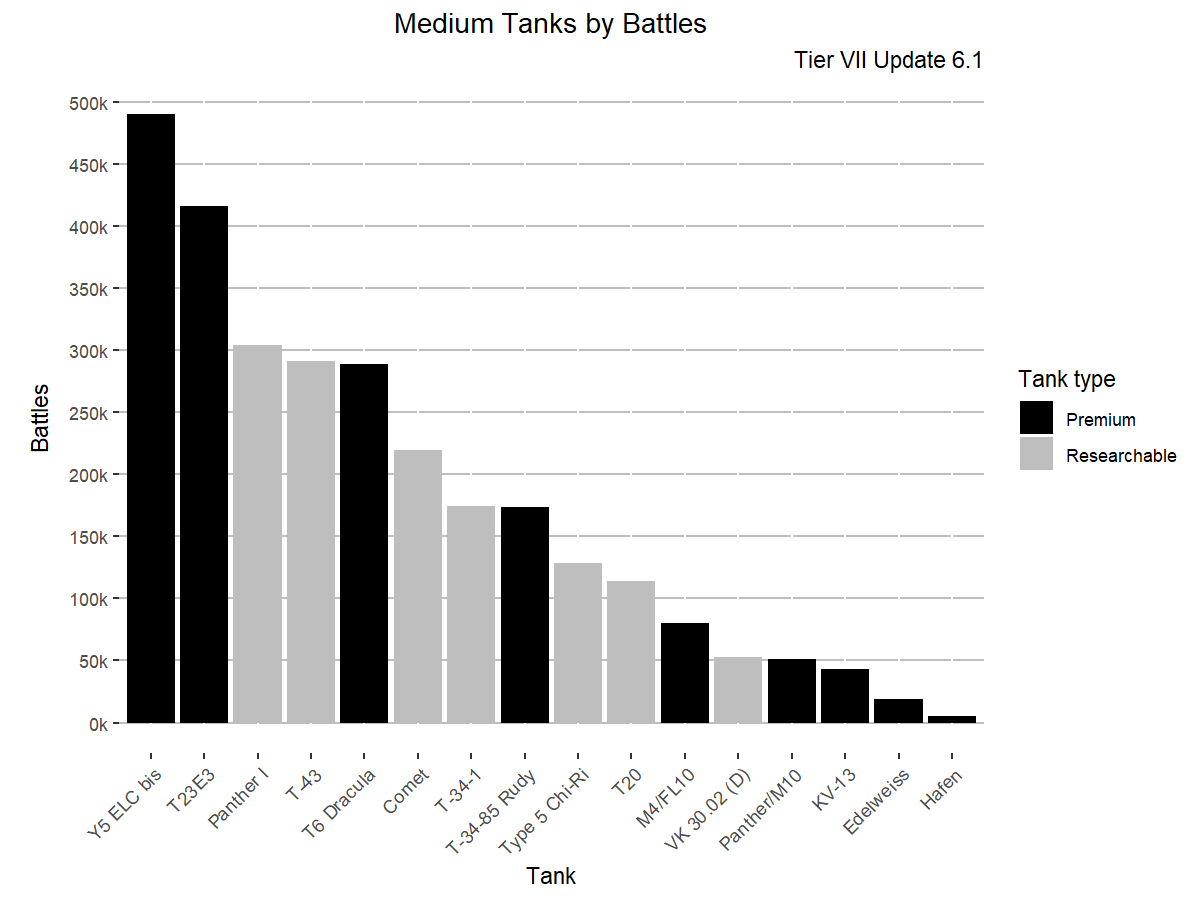 Medium Tanks by Battles
Tier VII Update 6.1
500k
450k
400k
350k
300k
250k
200k
150k
100k
50k
0k
Battles
Y5 ELC bis
T23E3
Panther I
T-43
T6 Dracula
Comet
T-34-1
T-34-85 Rudy
Type 5 Chi-Ri
T20
M4/FL10
VK 30.02 (D)
Panther/M10
KV-13
Edelweiss
Hafen
Tank
Tank type
Premium
Researchable